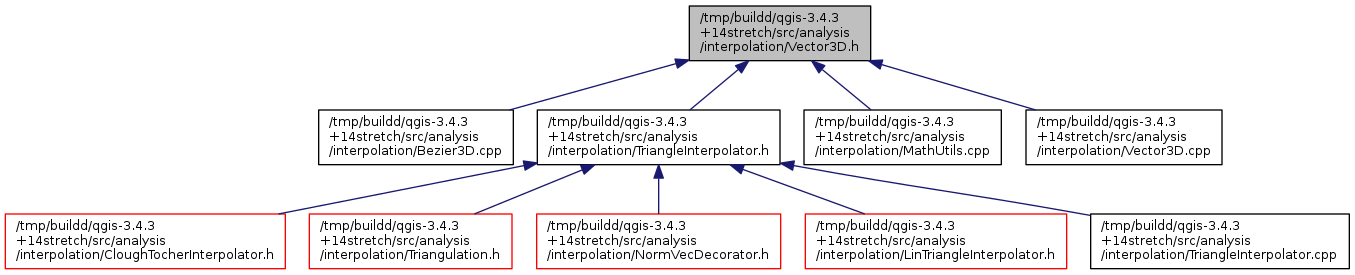 /tmp/buildd/qgis-3.4.3
+14stretch/src/analysis
/interpolation/Vector3D.h
/tmp/buildd/qgis-3.4.3
+14stretch/src/analysis
/interpolation/Bezier3D.cpp
/tmp/buildd/qgis-3.4.3
+14stretch/src/analysis
/interpolation/TriangleInterpolator.h
/tmp/buildd/qgis-3.4.3
+14stretch/src/analysis
/interpolation/MathUtils.cpp
/tmp/buildd/qgis-3.4.3
+14stretch/src/analysis
/interpolation/Vector3D.cpp
/tmp/buildd/qgis-3.4.3
+14stretch/src/analysis
/interpolation/CloughTocherInterpolator.h
/tmp/buildd/qgis-3.4.3
+14stretch/src/analysis
/interpolation/Triangulation.h
/tmp/buildd/qgis-3.4.3
+14stretch/src/analysis
/interpolation/NormVecDecorator.h
/tmp/buildd/qgis-3.4.3
+14stretch/src/analysis
/interpolation/LinTriangleInterpolator.h
/tmp/buildd/qgis-3.4.3
+14stretch/src/analysis
/interpolation/TriangleInterpolator.cpp